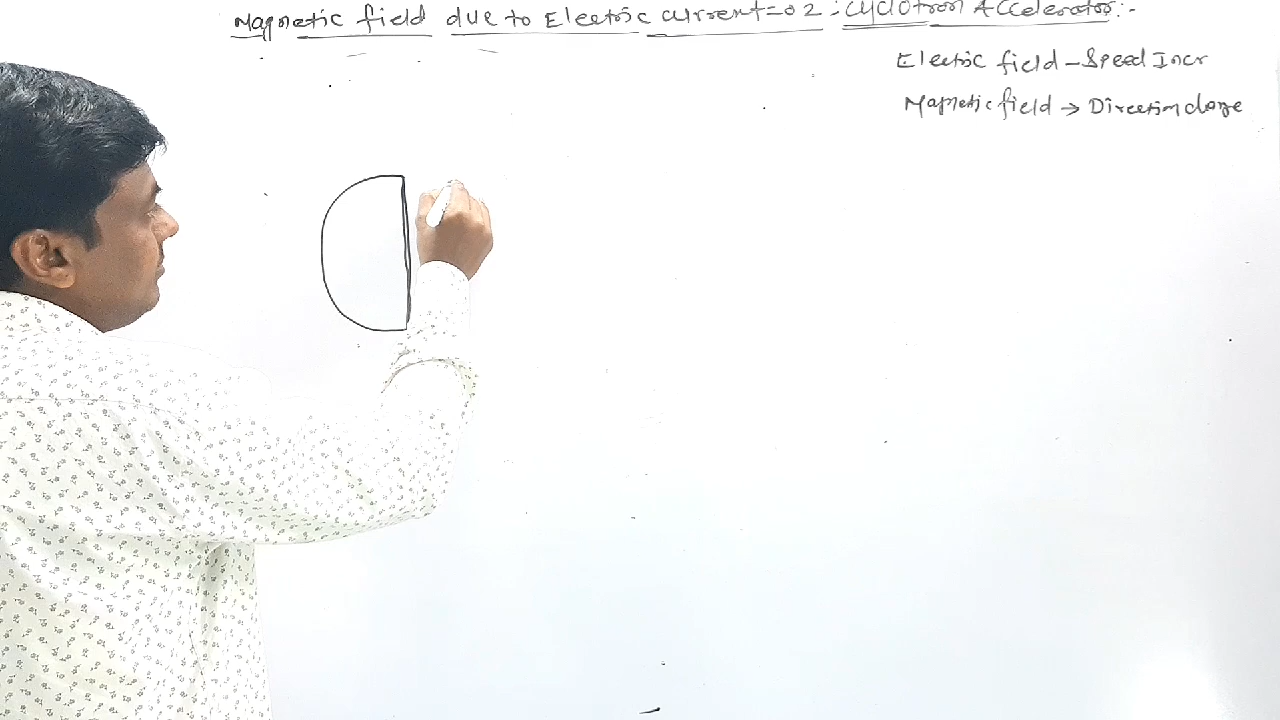 Magnetic field due to Electric current=02: Cyclotron Accelerator:-
Electric field - Speed Incr
Magnetic field → Direction change